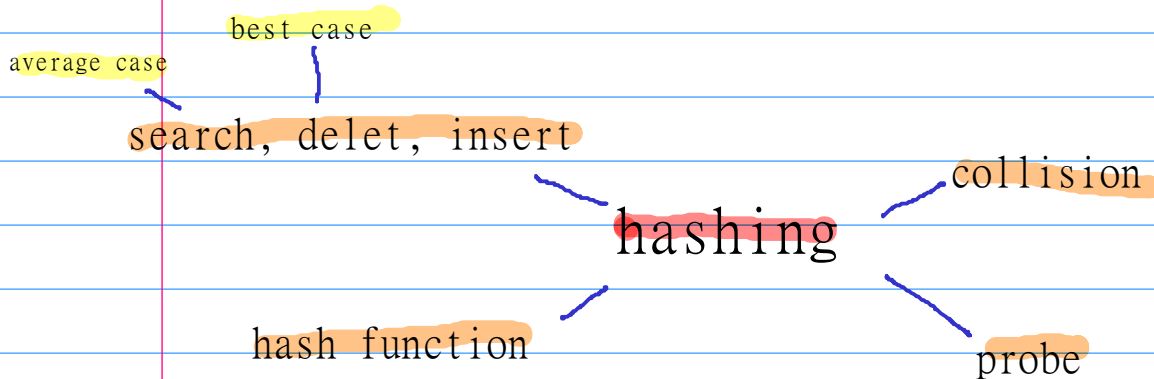 best case
average case
search, delet, insert
collision
hashing
hash function
probe